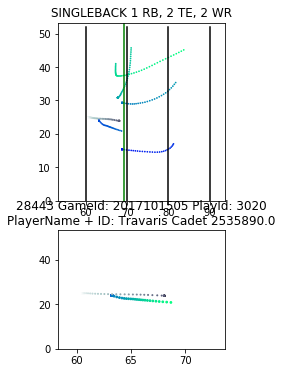 SINGLEBACK 1 RB, 2 TE, 2 WR
50
40
30
20
10
0
60 70 80 90
28443 GameId: 2017101505 PlayId: 3020
PlayerName + ID: Travaris Cadet 2535890.0
40
20
0
60 65 70